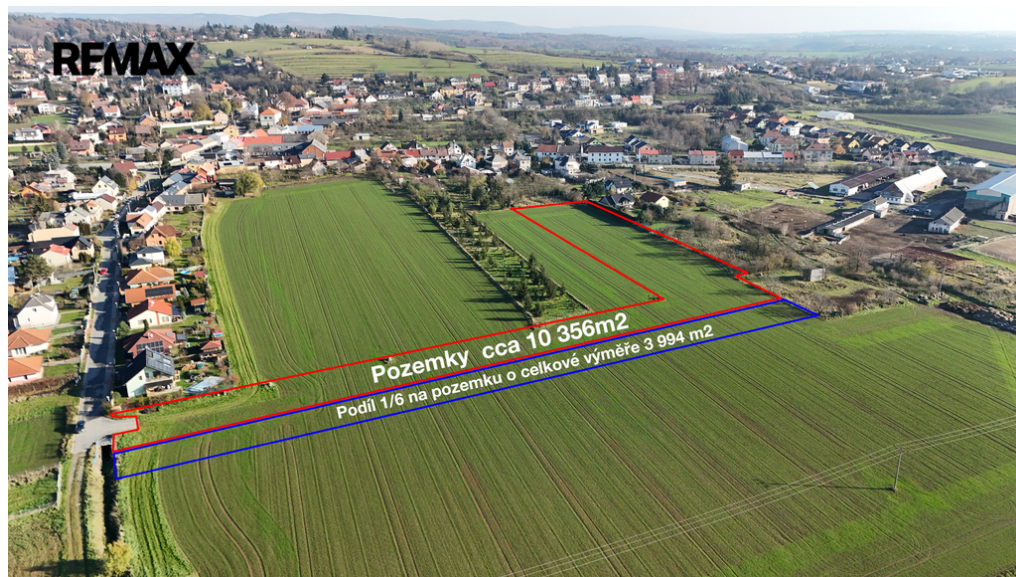 REMAX
Pozemky cca 10 356m2
Podíl 1/6 na pozemku o celkové výměře 3 994 m2